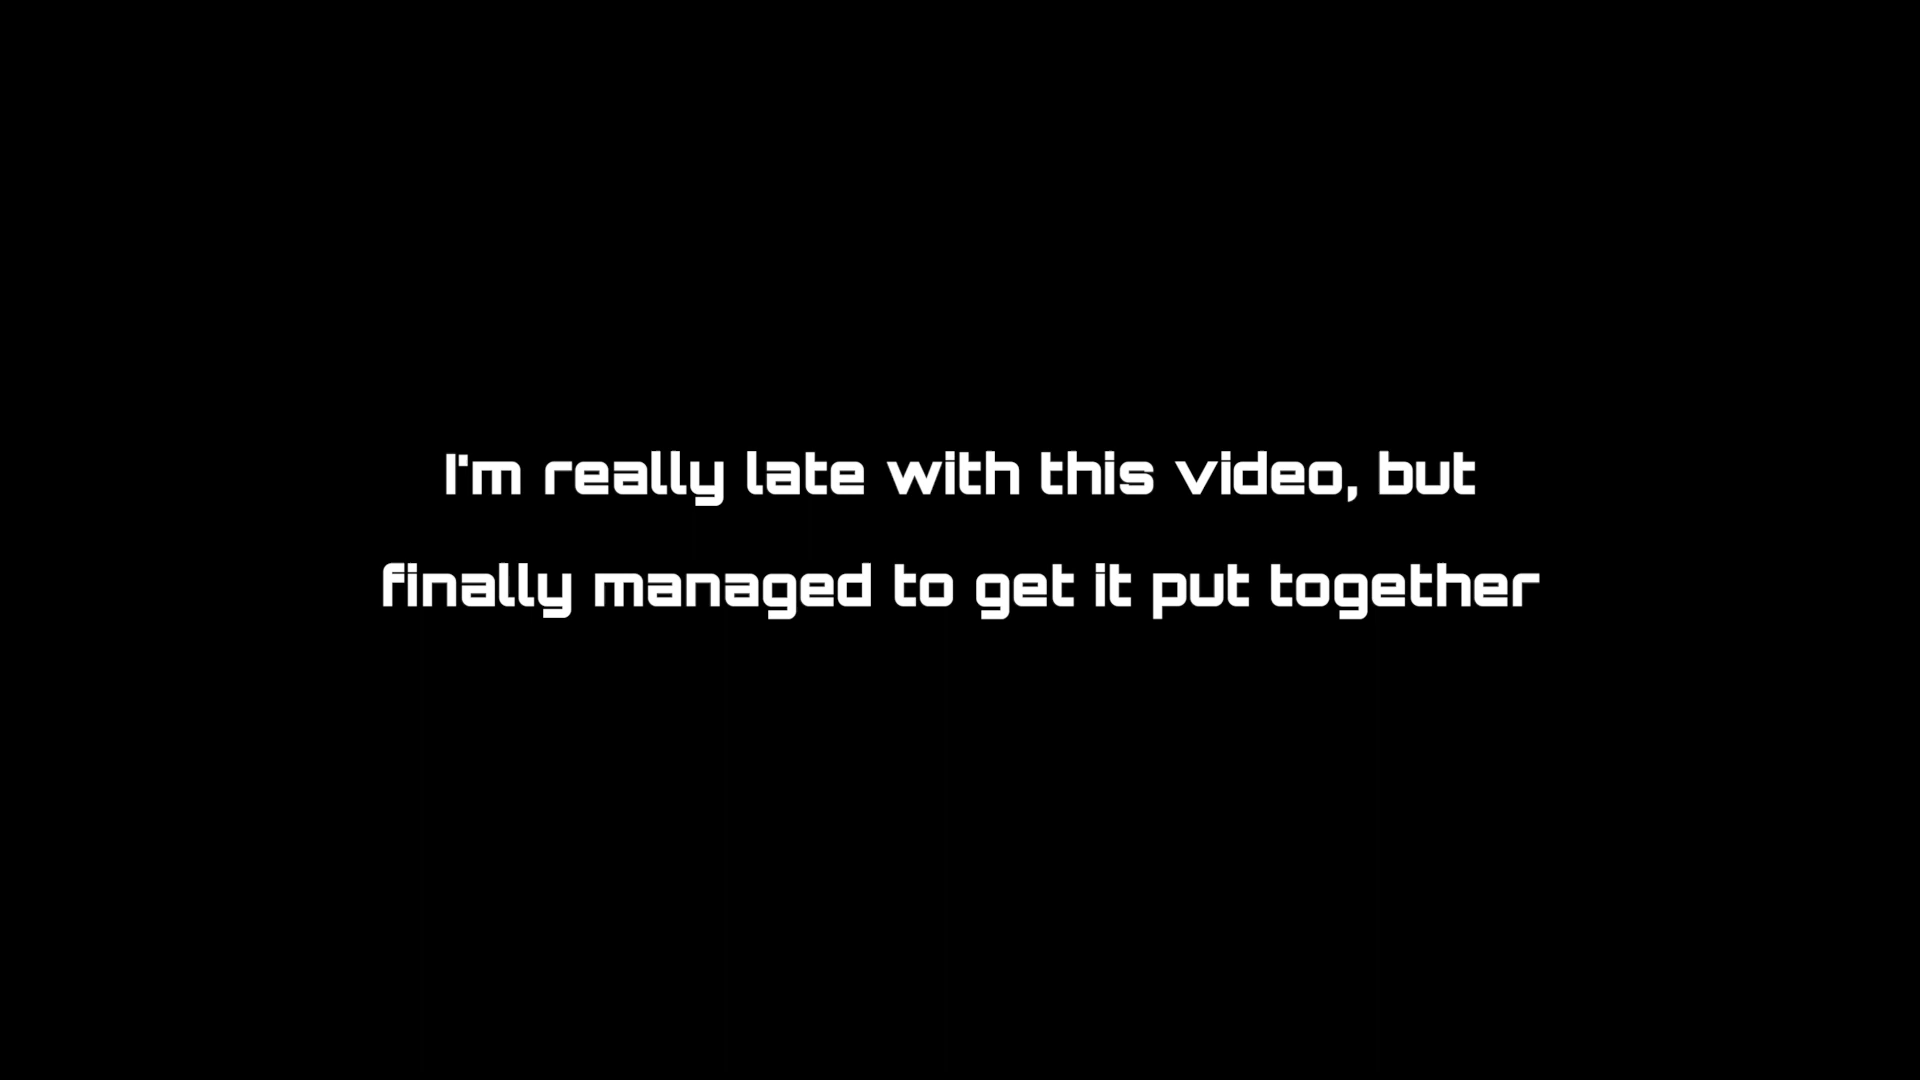 I'm really late with this video, but
finally managed to get it put together